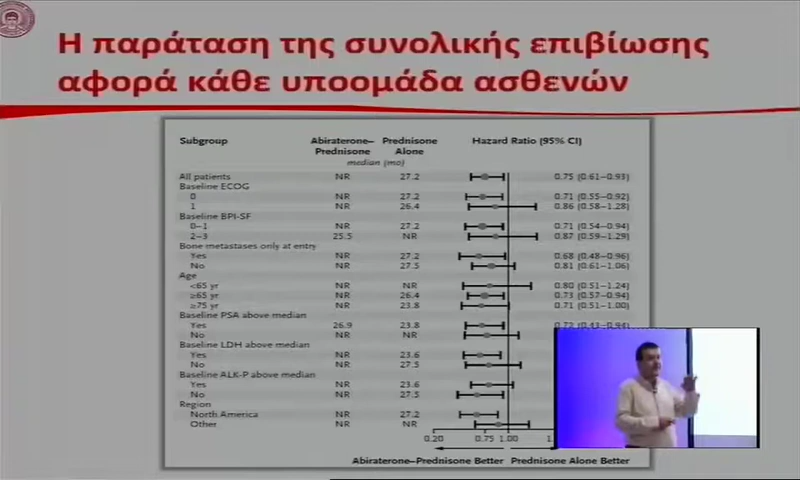 Η παράταση της συνολικής επιβίωσης
αφορά κάθε υποομάδα ασθενών
Subgroup Abiraterone–Prednisone Prednisone Alone Hazard Ratio (95% CI)
median (mo)
All patients NR 27.2 0.75 (0.61–0.93)
Baseline ECOG
0 NR 27.2 0.71 (0.55–0.92)
1 NR 26.4 0.86 (0.58–1.28)
Baseline BPI-SF
0–1 NR 27.2 0.71 (0.54–0.94)
2–3 25.5 NR 0.87 (0.59–1.29)
Bone metastases only at entry
Yes NR 27.2 0.68 (0.48–0.96)
No NR 27.5 0.81 (0.61–1.06)
Age
<65 yr NR NR 0.80 (0.51–1.24)
≥65 yr NR 26.4 0.73 (0.57–0.94)
≥75 yr NR 23.8 0.71 (0.51–1.00)
Baseline PSA above median
Yes 26.9 23.8
No NR NR
Baseline LDH above median
Yes NR 23.6
No NR 27.5
Baseline ALK-P above median
Yes NR 23.6
No NR 27.5
Region
North America NR 27.2
Other NR NR
0.20 0.75 1.00
Abiraterone–Prednisone Better Prednisone Alone Better